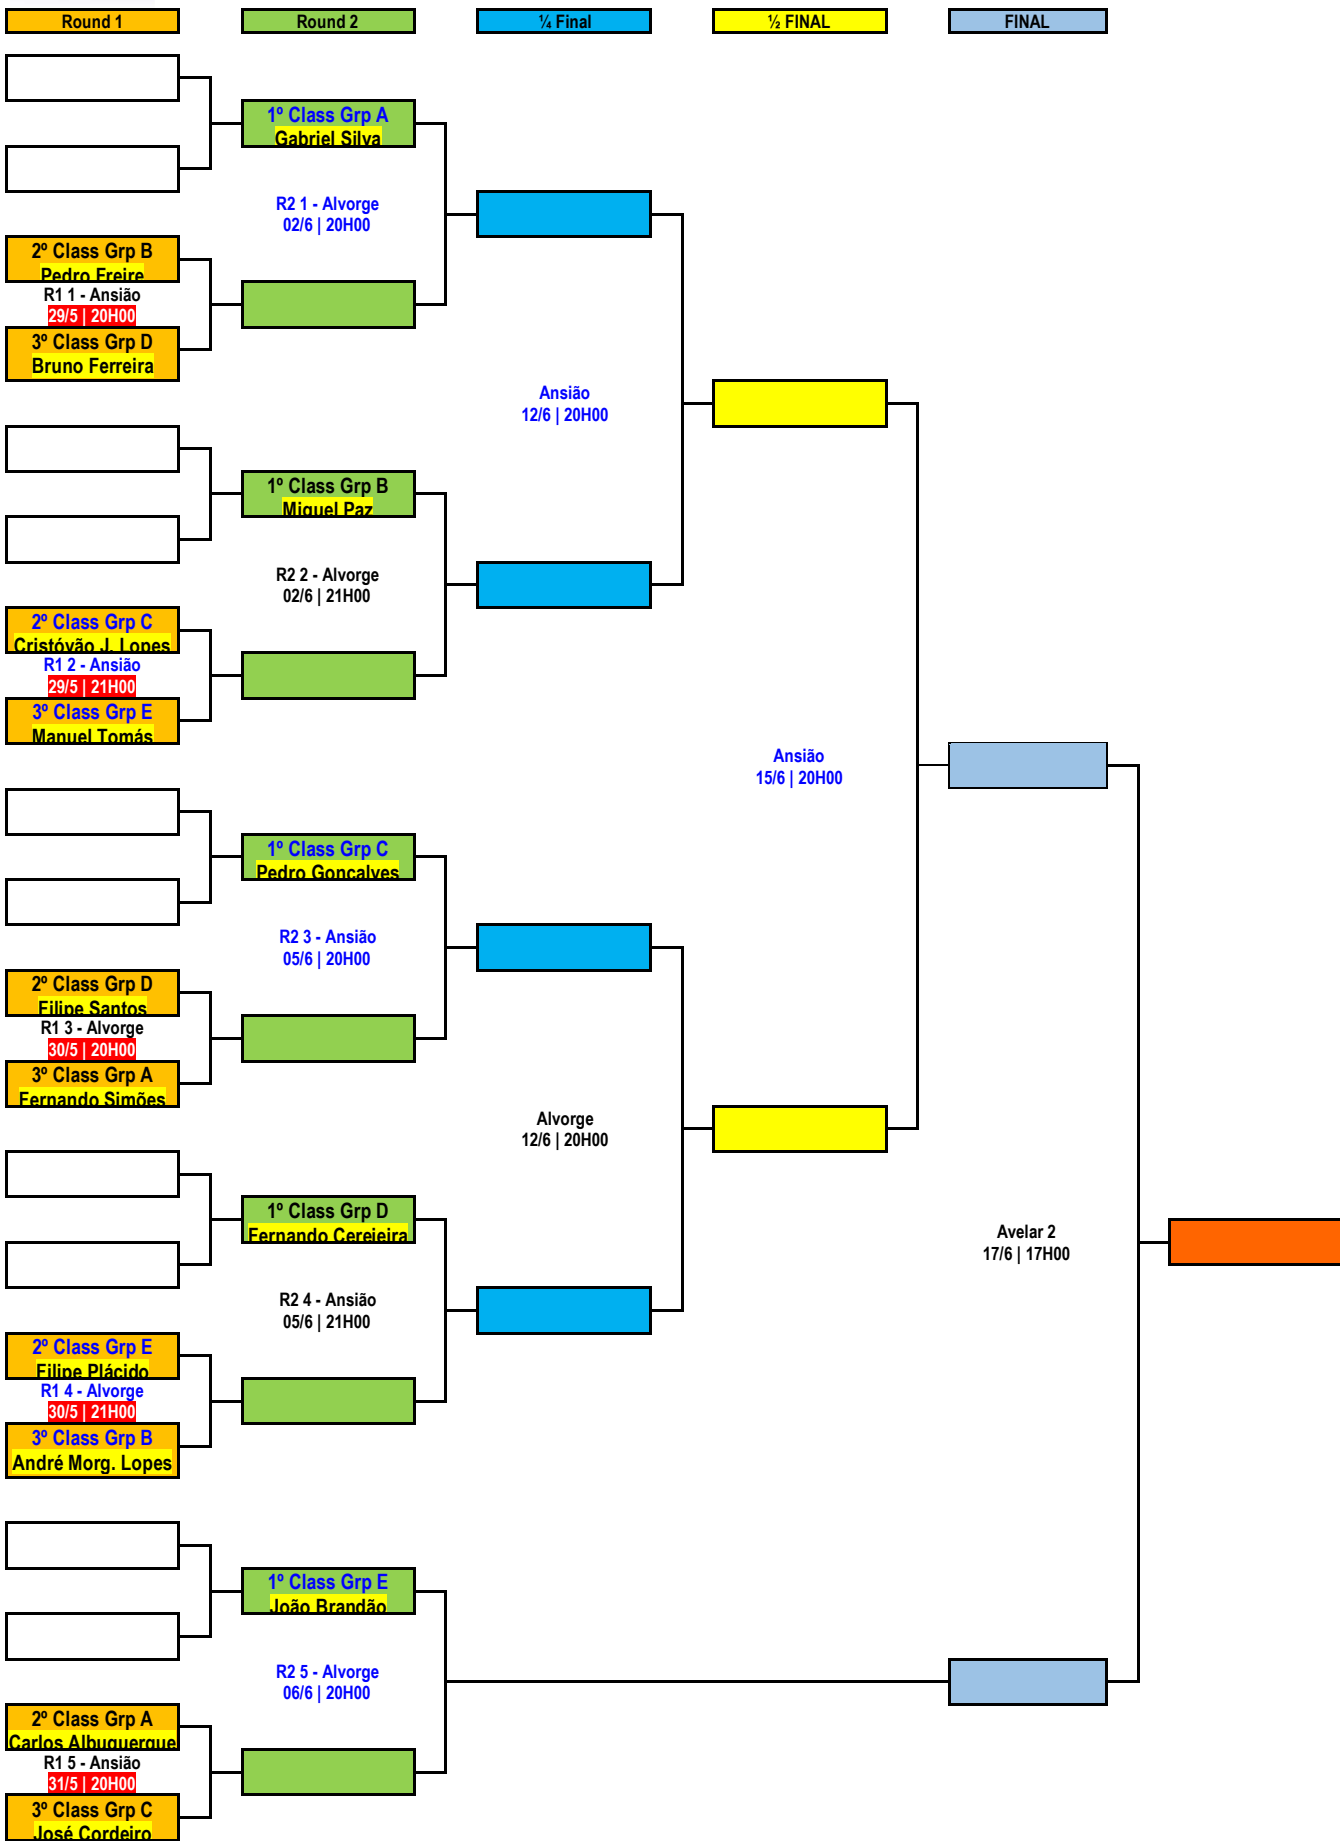 Round 1
Round 2
¼ Final
½ FINAL
FINAL
1º Class Grp A
Gabriel Silva
R2 1 - Alvorge
02/6 | 20H00
2º Class Grp B
Pedro Freire
R1 1 - Ansião
29/5 | 20H00
3º Class Grp D
Bruno Ferreira
Ansião
12/6 | 20H00
1º Class Grp B
Miguel Paz
R2 2 - Alvorge
02/6 | 21H00
2º Class Grp C
Cristóvão J. Lopes
R1 2 - Ansião
29/5 | 21H00
3º Class Grp E
Manuel Tomás
Ansião
15/6 | 20H00
1º Class Grp C
Pedro Gonçalves
R2 3 - Ansião
05/6 | 20H00
2º Class Grp D
Filipe Santos
R1 3 - Alvorge
30/5 | 20H00
3º Class Grp A
Fernando Simões
Alvorge
12/6 | 20H00
1º Class Grp D
Fernando Cerejeira
Avelar 2
17/6 | 17H00
R2 4 - Ansião
05/6 | 21H00
2º Class Grp E
Filipe Plácido
R1 4 - Alvorge
30/5 | 21H00
3º Class Grp B
André Morg. Lopes
1º Class Grp E
João Brandão
R2 5 - Alvorge
06/6 | 20H00
2º Class Grp A
Carlos Albuquerque
R1 5 - Ansião
31/5 | 20H00
3º Class Grp C
José Cordeiro